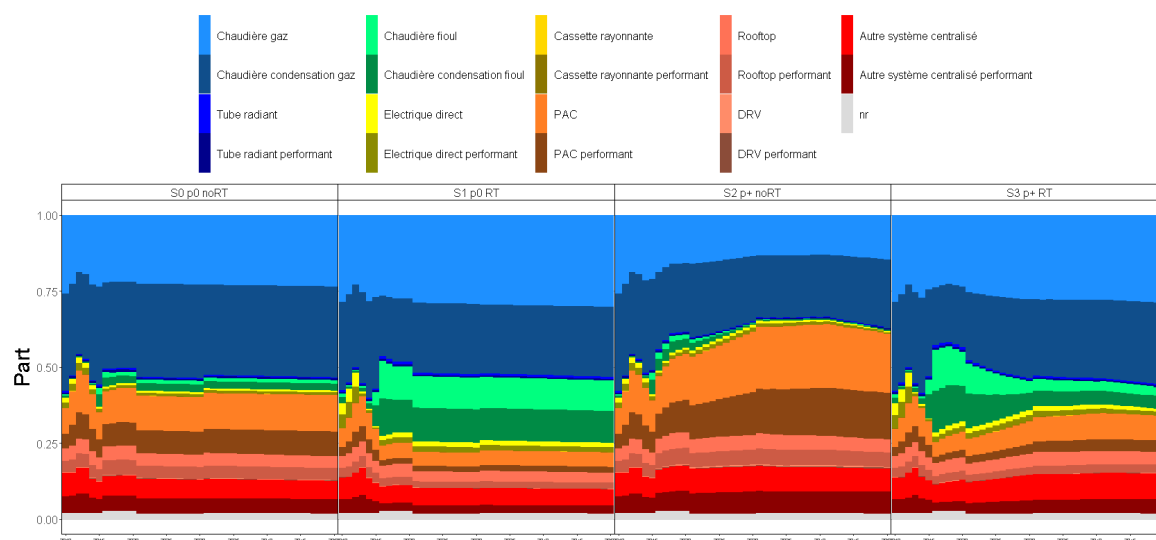 Chaudière gaz
Chaudière fioul
Cassette rayonnante
Rooftop
Autre système centralisé
Chaudière condensation gaz
Chaudière condensation fioul
Cassette rayonnante performant
Rooftop performant
Autre système centralisé performant
Tube radiant
Electrique direct
PAC
DRV
nr
Tube radiant performant
Electrique direct performant
PAC performant
DRV performant
S0 p0 noRT
S1 p0 RT
S2 p+ noRT
S3 p+ RT
1.00
0.75
0.50
0.25
0.00
Part